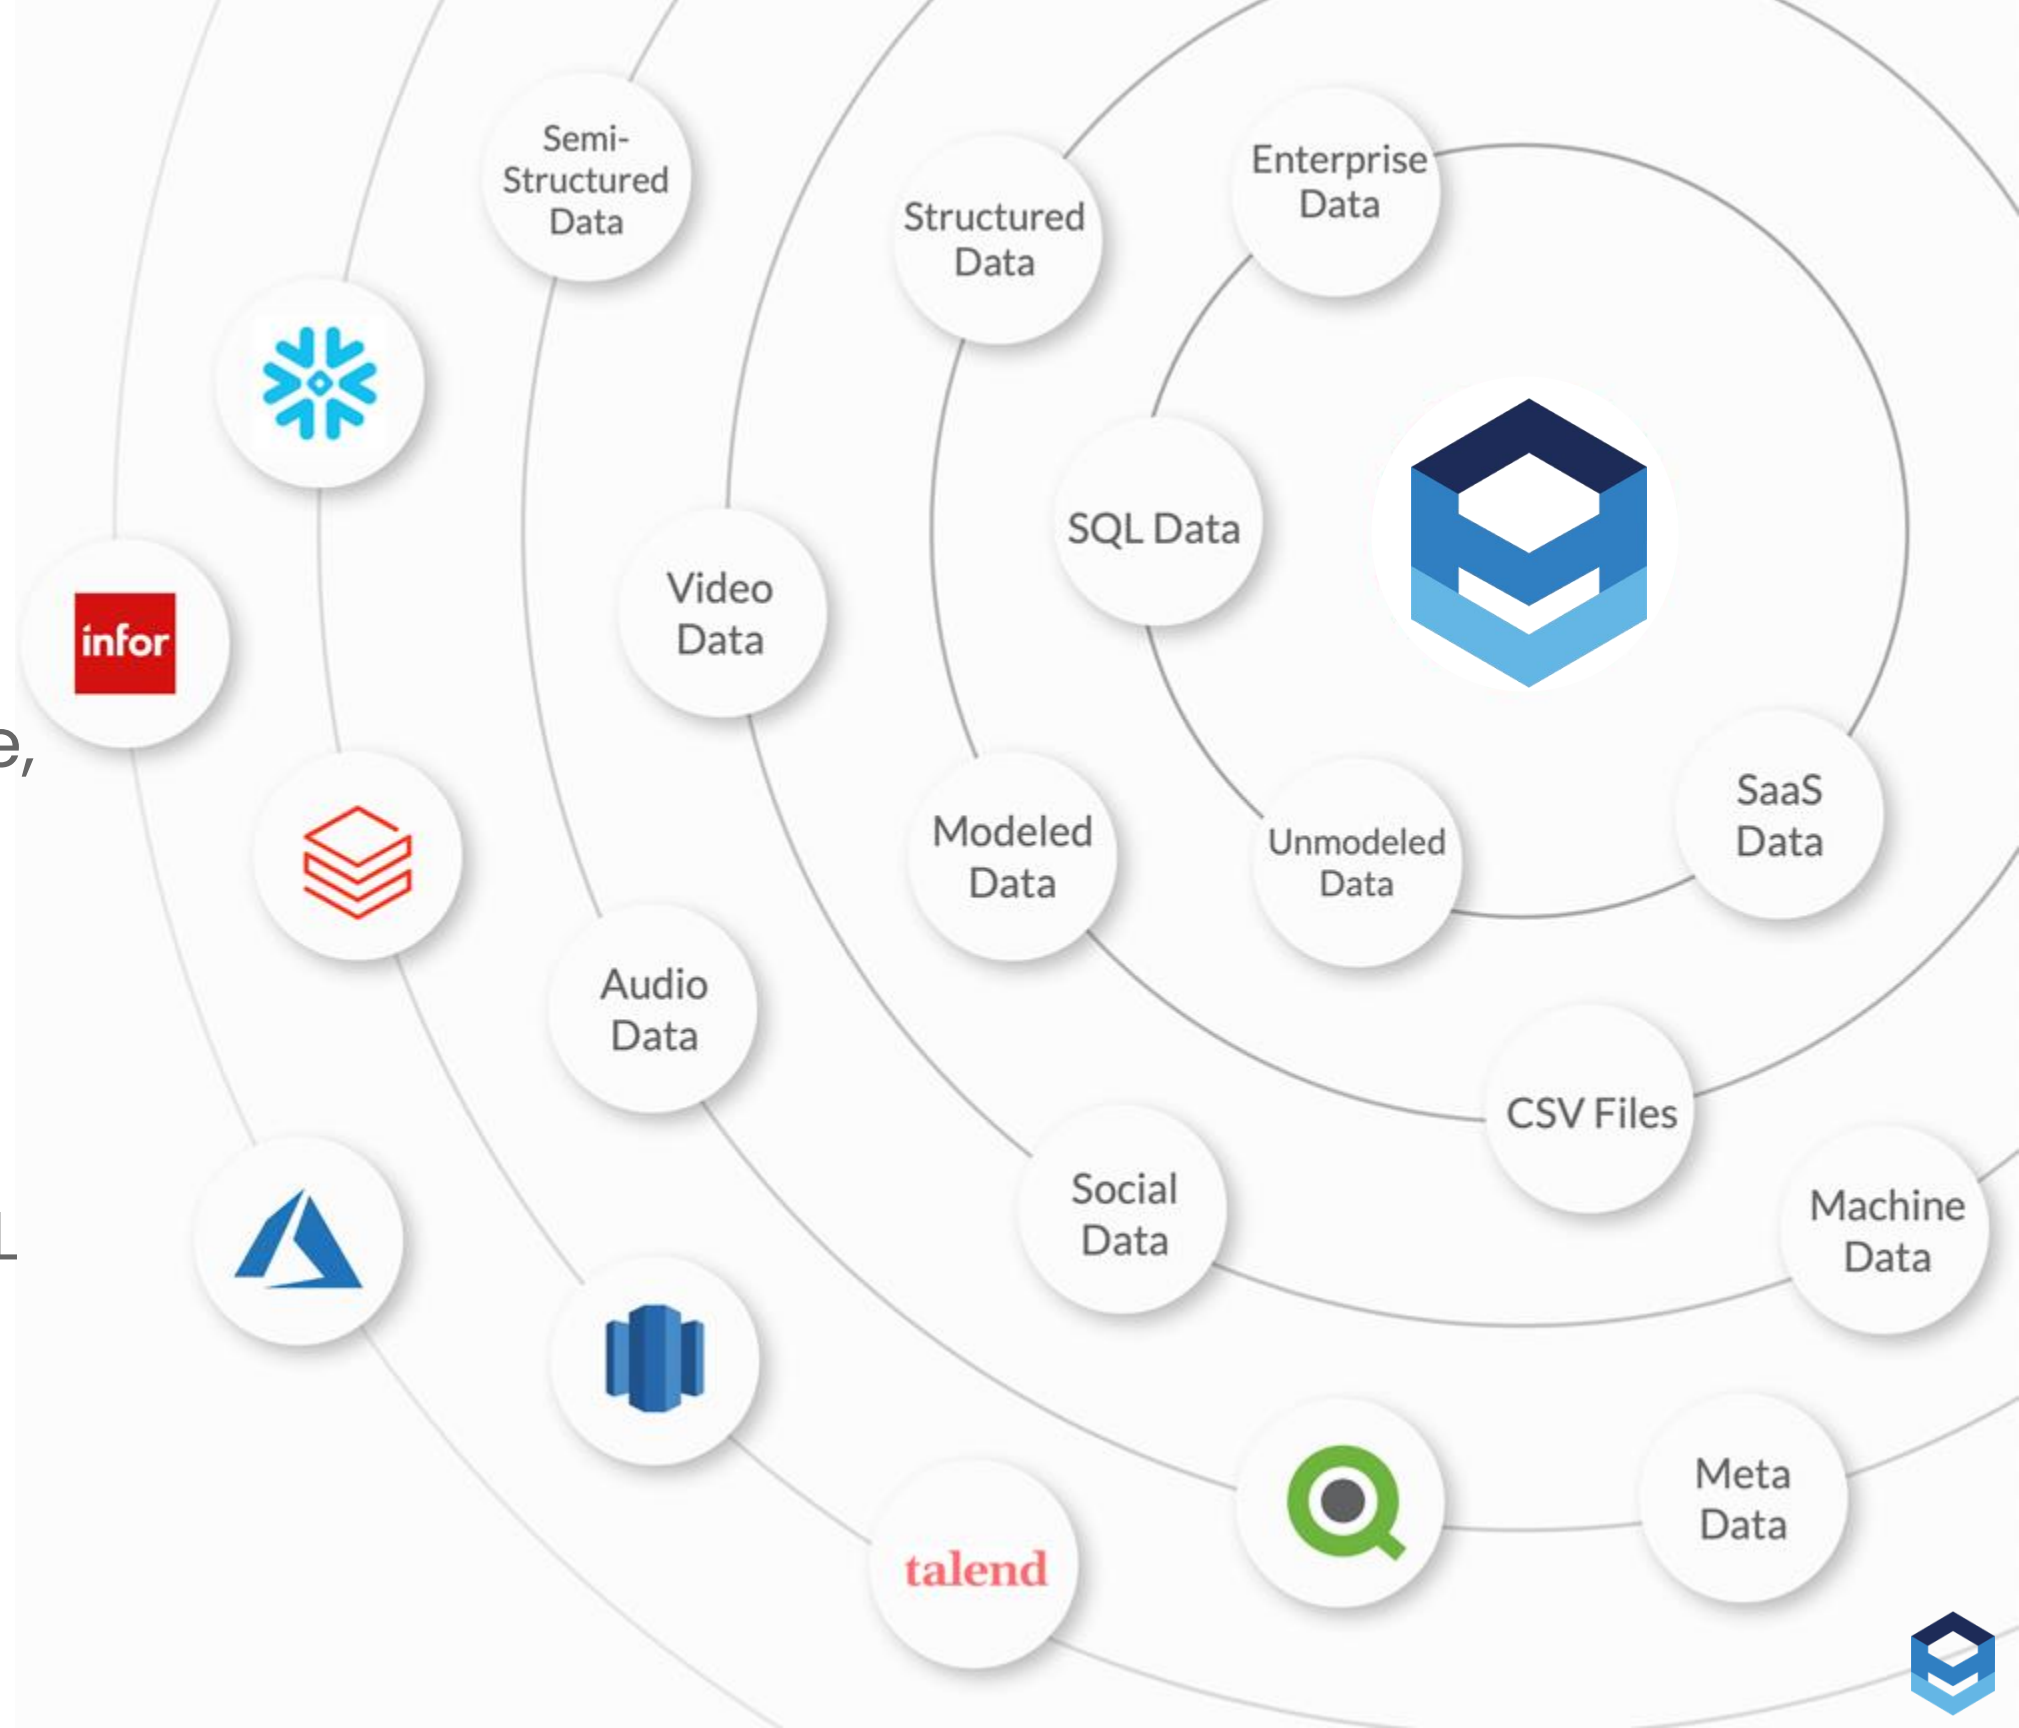 Semi-
Structured
Data
Enterprise
Data
Structured
Data
SQL Data
Video
Data
infor
e,
Modeled
Data
Unmodeled
Data
SaaS
Data
Audio
Data
CSV Files
Social
Data
Machine
Data
L
talend
Meta
Data